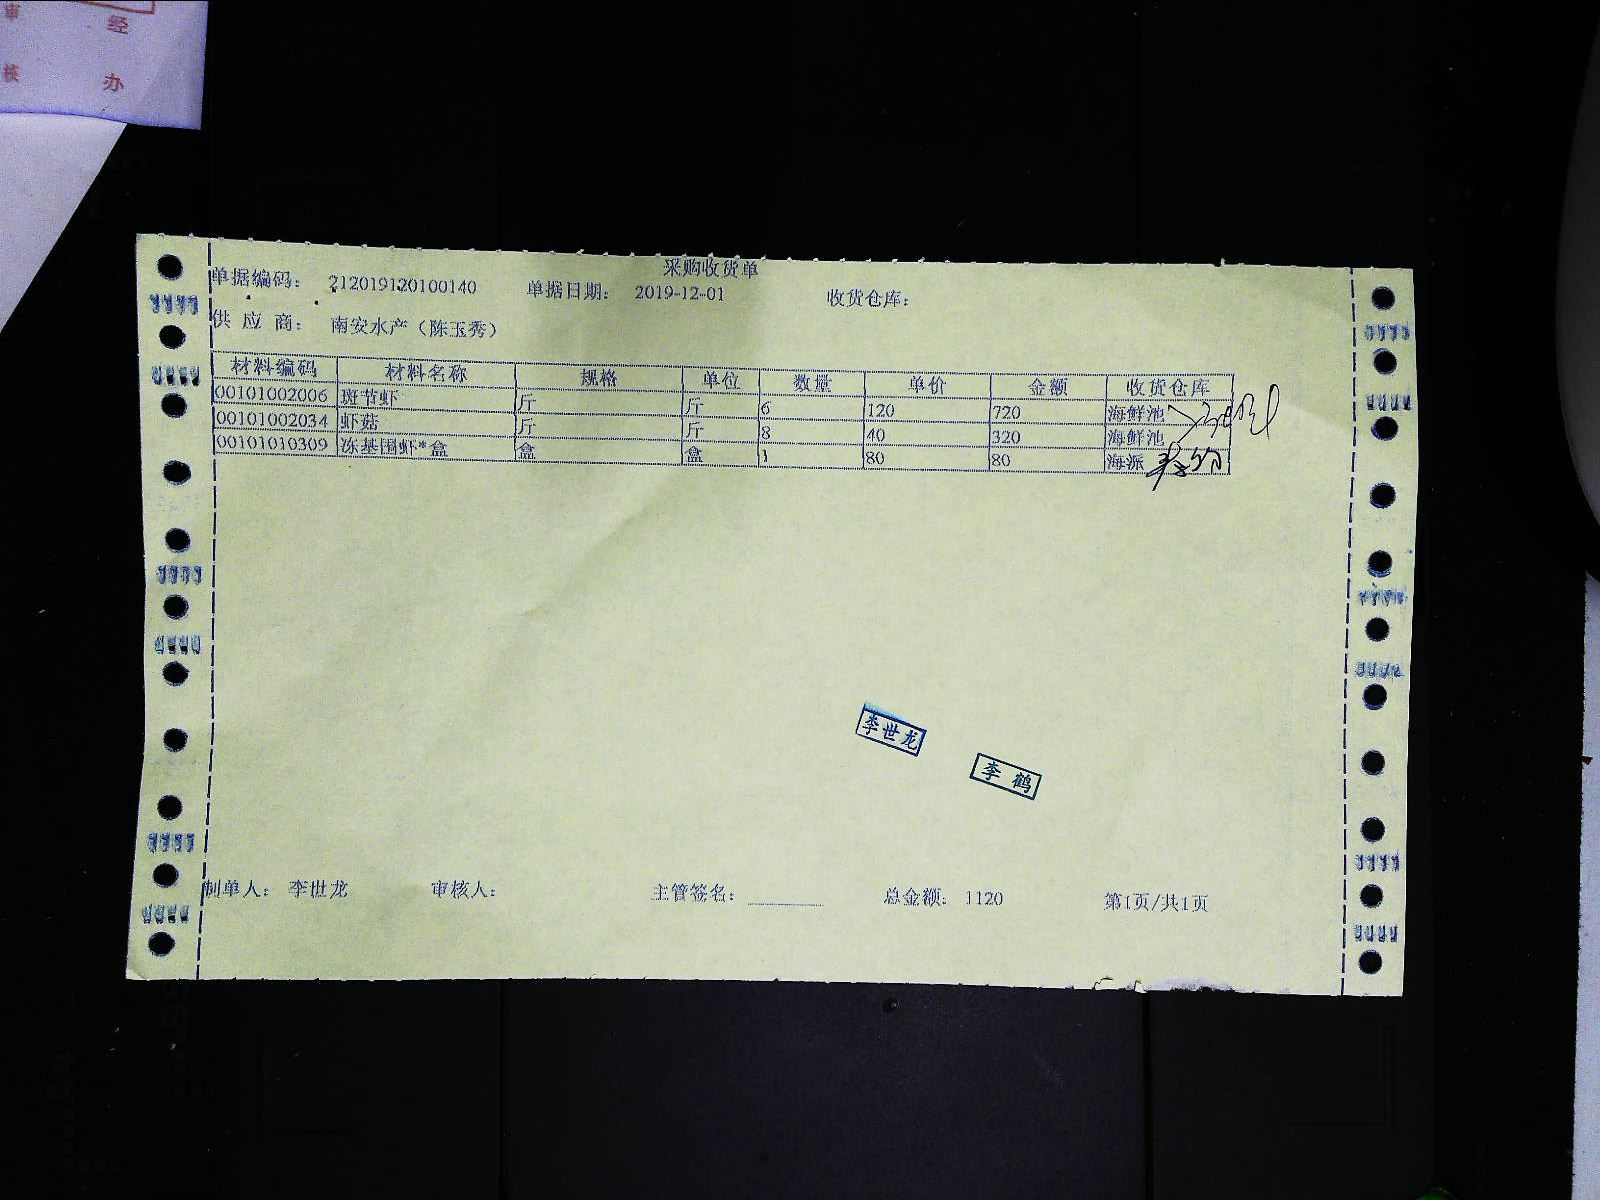 审 经
核 办
采购收货单
单据编码: 212019120100140 单据日期: 2019-12-01 收货仓库:
供 应 商: 南安水产（陈玉秀）
材料编码 材料名称 规格 单位 数量 单价 金额 收货仓库
00101002006 斑节虾 斤 斤 6 120 720 海鲜池
00101002034 虾菇 斤 斤 8 40 320 海鲜池
00101010309 冻基围虾*盒 盒 盒 1 80 80 海派
李世龙
李鹤
制单人: 李世龙 审核人: 主管签名: 总金额: 1120 第1页/共1页